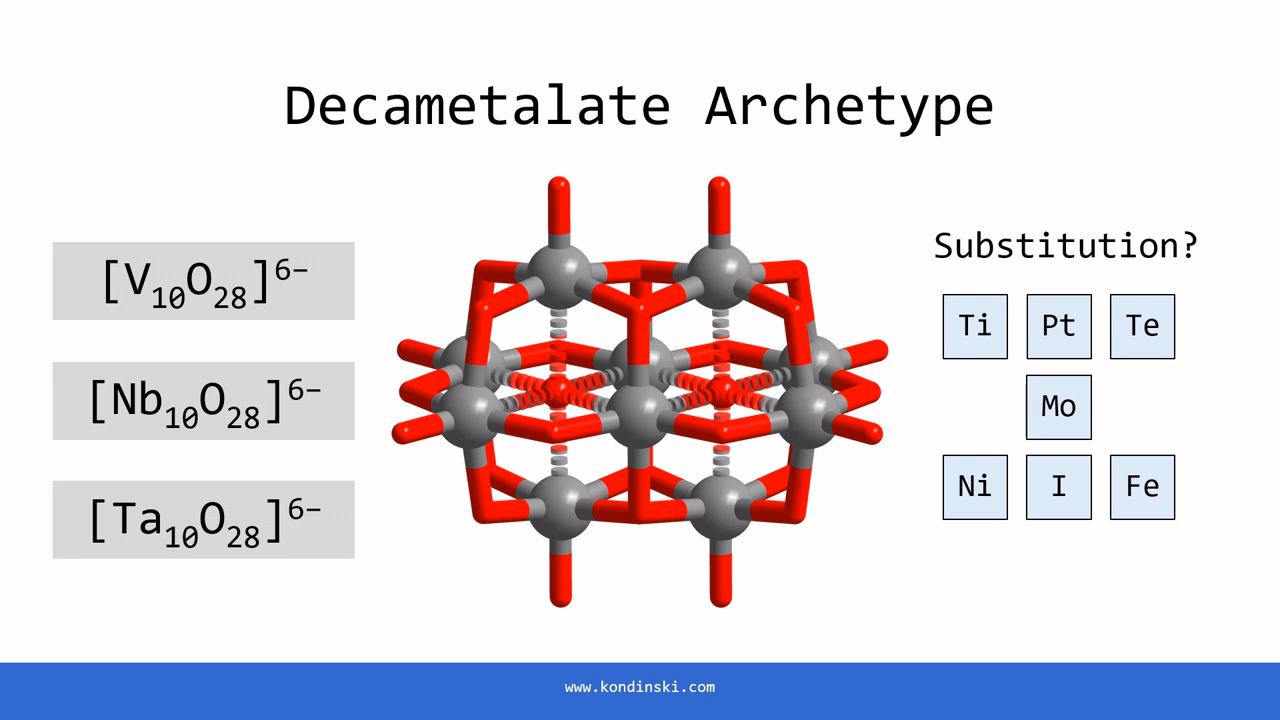 Decametalate Archetype
[V₁₀O₂₈]⁶⁻
[Nb₁₀O₂₈]⁶⁻
[Ta₁₀O₂₈]⁶⁻
Substitution?
Ti Pt Te
Mo
Ni I Fe
www.kondinski.com